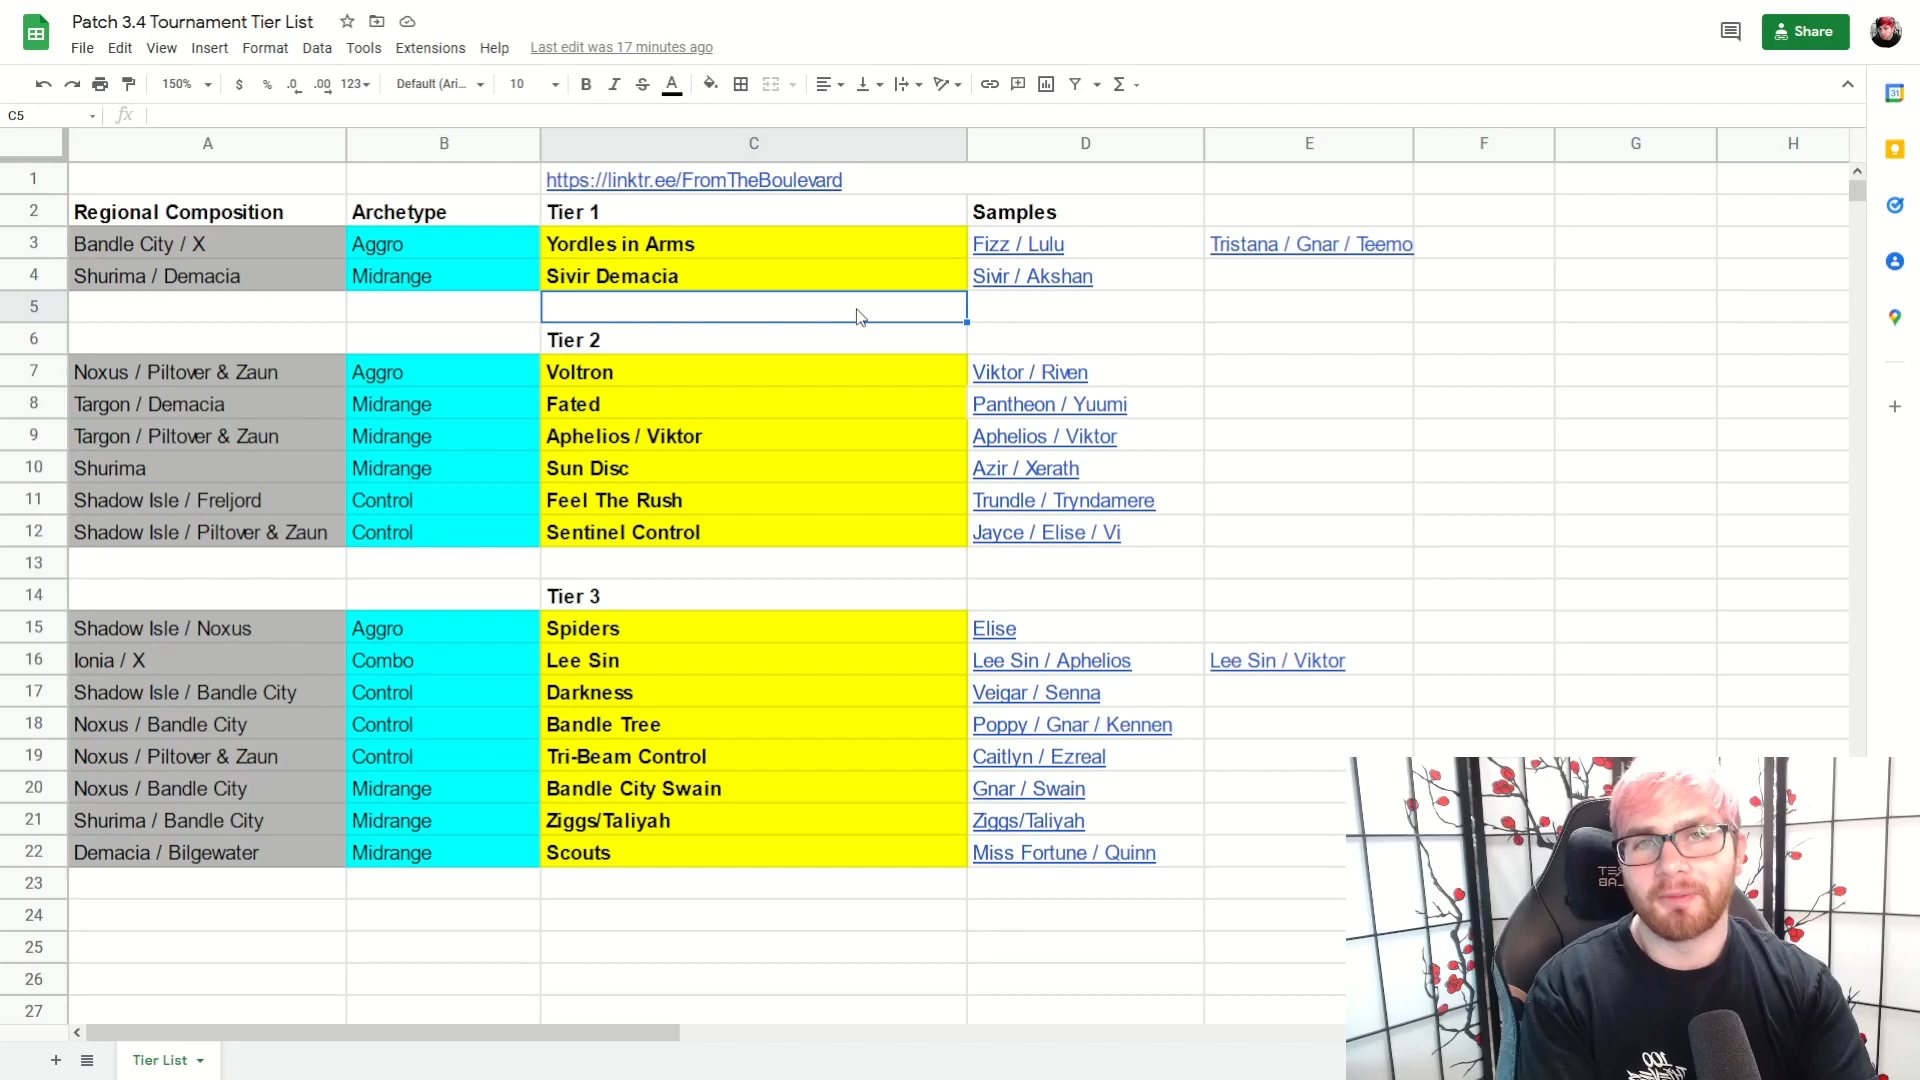 Patch 3.4 Tournament Tier List
File Edit View Insert Format Data Tools Extensions Help Last edit was 17 minutes ago
Share
150% $ % .0 .00 123 Default (Ari... 10 B I S A Σ
C5 fx
31
A B C D E F G H
1 https://linktr.ee/FromTheBoulevard
2 Regional Composition Archetype Tier 1 Samples
3 Bandle City / X Aggro Yordles in Arms Fizz / Lulu Tristana / Gnar / Teemo
4 Shurima / Demacia Midrange Sivir Demacia Sivir / Akshan
5
6 Tier 2
7 Noxus / Piltover & Zaun Aggro Voltron Viktor / Riven
8 Targon / Demacia Midrange Fated Pantheon / Yuumi
9 Targon / Piltover & Zaun Midrange Aphelios / Viktor Aphelios / Viktor
10 Shurima Midrange Sun Disc Azir / Xerath
11 Shadow Isle / Freljord Control Feel The Rush Trundle / Tryndamere
12 Shadow Isle / Piltover & Zaun Control Sentinel Control Jayce / Elise / Vi
13
14 Tier 3
15 Shadow Isle / Noxus Aggro Spiders Elise
16 Ionia / X Combo Lee Sin Lee Sin / Aphelios Lee Sin / Viktor
17 Shadow Isle / Bandle City Control Darkness Veigar / Senna
18 Noxus / Bandle City Control Bandle Tree Poppy / Gnar / Kennen
19 Noxus / Piltover & Zaun Control Tri-Beam Control Caitlyn / Ezreal
20 Noxus / Bandle City Midrange Bandle City Swain Gnar / Swain
21 Shurima / Bandle City Midrange Ziggs/Taliyah Ziggs/Taliyah
22 Demacia / Bilgewater Midrange Scouts Miss Fortune / Quinn
23
24
25
26
27
Tier List